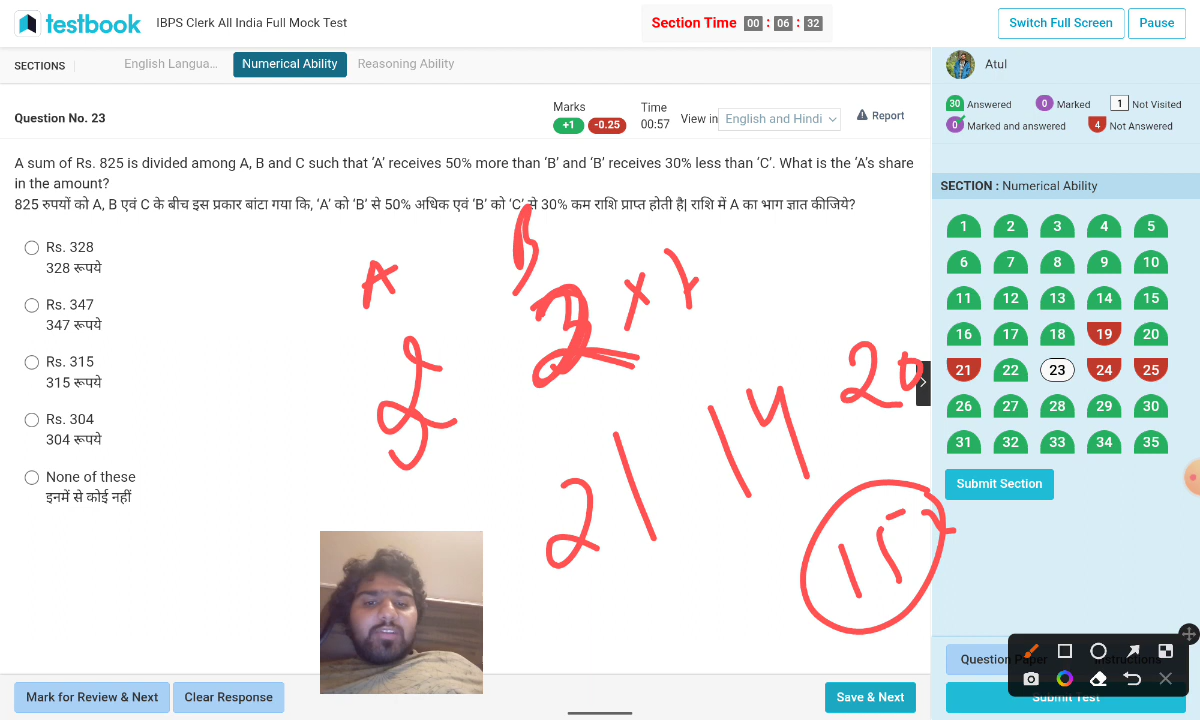 testbook
IBPS Clerk All India Full Mock Test
Section Time 00 : 06 : 32
Switch Full Screen
Pause
SECTIONS
English Langua...
Numerical Ability
Reasoning Ability
Atul
30 Answered
0 Marked
1 Not Visited
0 Marked and answered
4 Not Answered
Question No. 23
Marks
+1 -0.25
Time
00:57
View in English and Hindi
Report
A sum of Rs. 825 is divided among A, B and C such that ‘A’ receives 50% more than ‘B’ and ‘B’ receives 30% less than ‘C’. What is the ‘A’s share
in the amount?
825 रुपयों को A, B एवं C के बीच इस प्रकार बांटा गया कि, ‘A’ को ‘B’ से 50% अधिक एवं ‘B’ को ‘C’ से 30% कम राशि प्राप्त होती है| राशि में A का भाग ज्ञात कीजिये?
Rs. 328
328 रूपये
Rs. 347
347 रूपये
Rs. 315
315 रूपये
Rs. 304
304 रूपये
None of these
इनमें से कोई नहीं
A
B
20
21
14
SECTION : Numerical Ability
1 2 3 4 5
6 7 8 9 10
11 12 13 14 15
16 17 18 19 20
21 22 23 24 25
26 27 28 29 30
31 32 33 34 35
Submit Section
Question Paper
Instructions
Submit Test
Mark for Review & Next
Clear Response
Save & Next